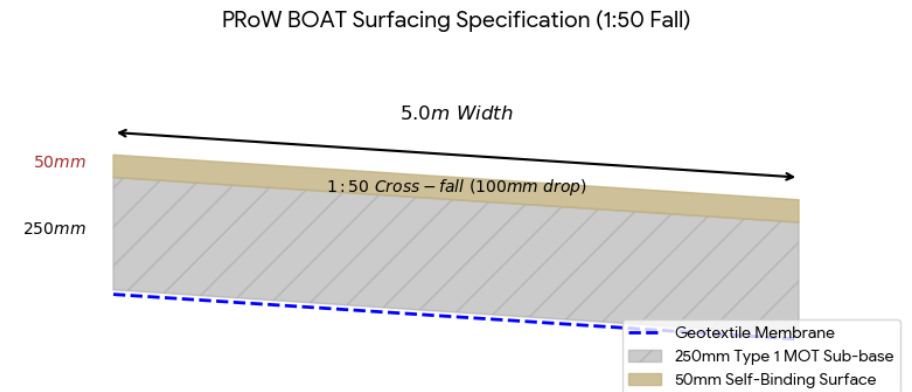 PRoW BOAT Surfacing Specification (1:50 Fall)
5.0m Width
50mm
1:50 Cross−fall (100mm drop)
250mm
Geotextile Membrane
250mm Type 1 MOT Sub-base
50mm Self-Binding Surface